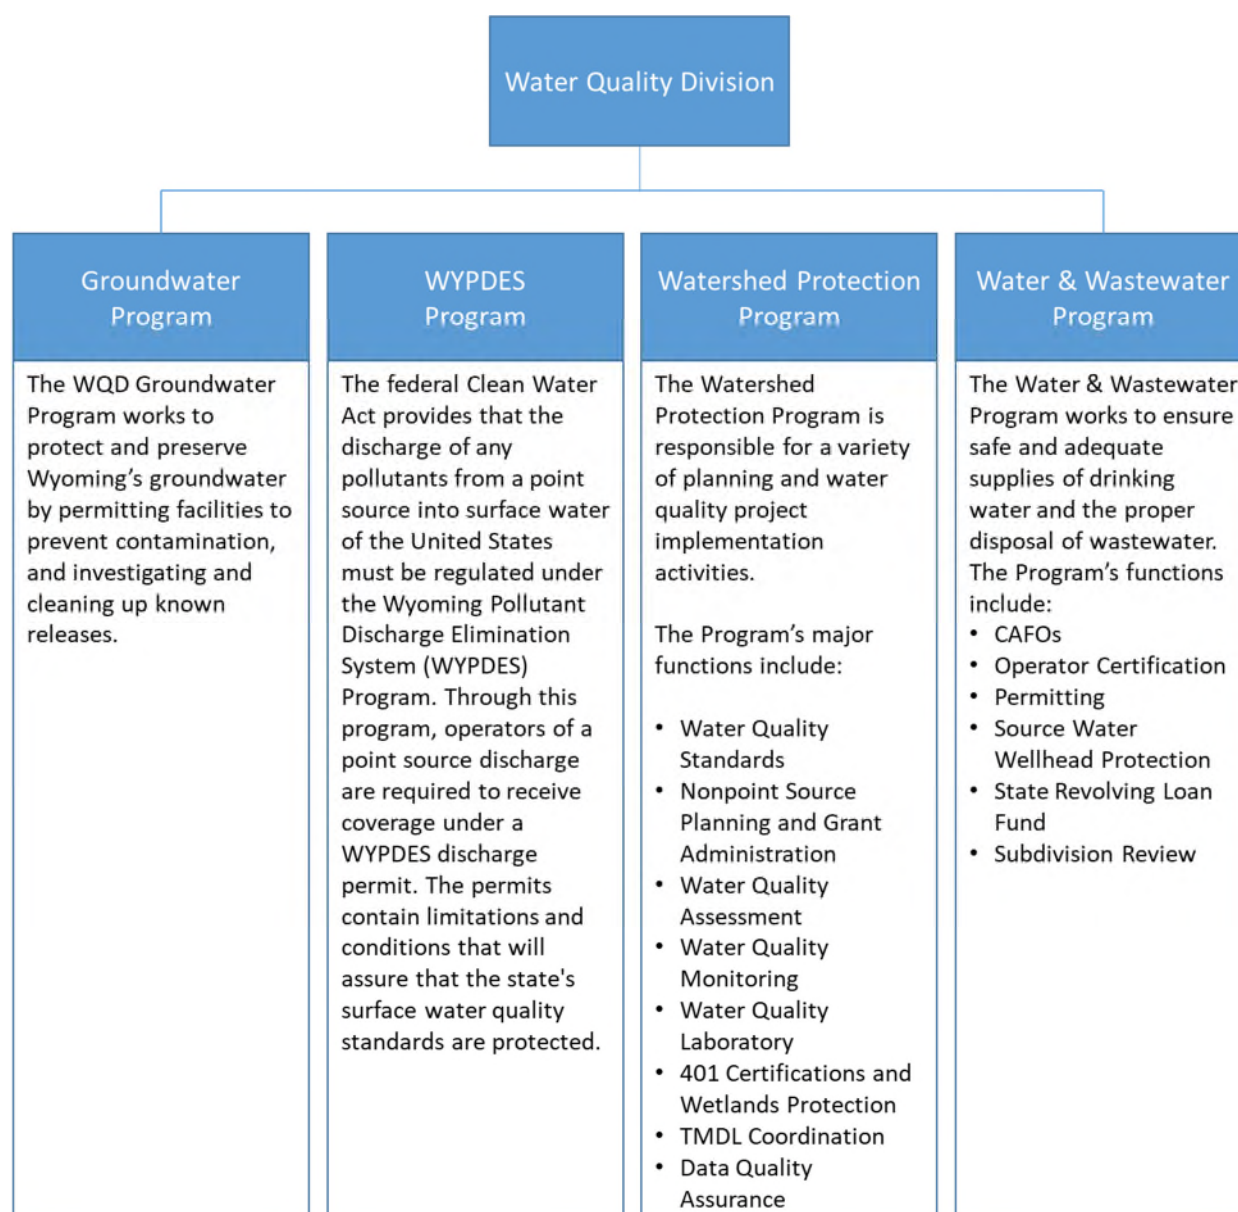 Water Quality Division
Groundwater
Program
The WQD Groundwater
Program works to
protect and preserve
Wyoming’s groundwater
by permitting facilities to
prevent contamination,
and investigating and
cleaning up known
releases.
WYPDES
Program
The federal Clean Water
Act provides that the
discharge of any
pollutants from a point
source into surface water
of the United States
must be regulated under
the Wyoming Pollutant
Discharge Elimination
System (WYPDES)
Program. Through this
program, operators of a
point source discharge
are required to receive
coverage under a
WYPDES discharge
permit. The permits
contain limitations and
conditions that will
assure that the state's
surface water quality
standards are protected.
Watershed Protection
Program
The Watershed
Protection Program is
responsible for a variety
of planning and water
quality project
implementation
activities.
The Program’s major
functions include:
• Water Quality
Standards
• Nonpoint Source
Planning and Grant
Administration
• Water Quality
Assessment
• Water Quality
Monitoring
• Water Quality
Laboratory
• 401 Certifications and
Wetlands Protection
• TMDL Coordination
• Data Quality
Assurance
Water & Wastewater
Program
The Water & Wastewater
Program works to ensure
safe and adequate
supplies of drinking
water and the proper
disposal of wastewater.
The Program’s functions
include:
• CAFOs
• Operator Certification
• Permitting
• Source Water
Wellhead Protection
• State Revolving Loan
Fund
• Subdivision Review